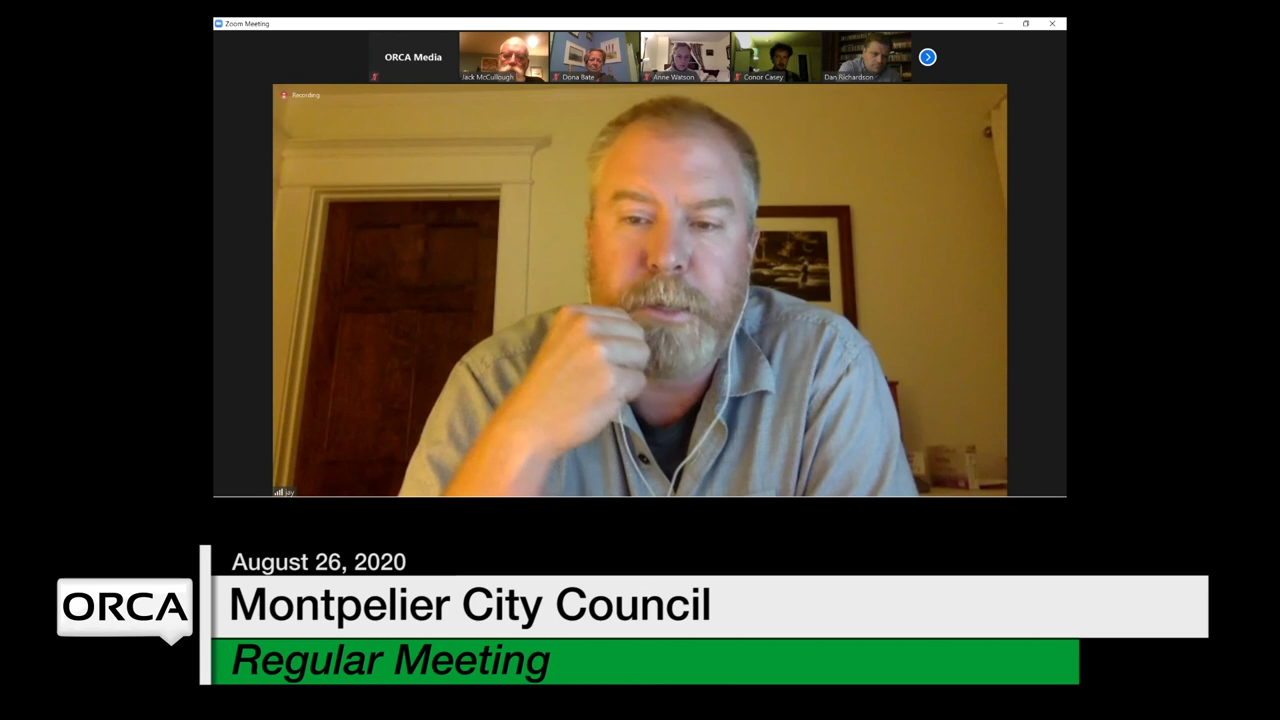 Zoom Meeting
ORCA Media
Jack McCullough
Dona Bate
Anne Watson
Conor Casey
Dan Richardson
Recording
jay
August 26, 2020
ORCA
Montpelier City Council
Regular Meeting